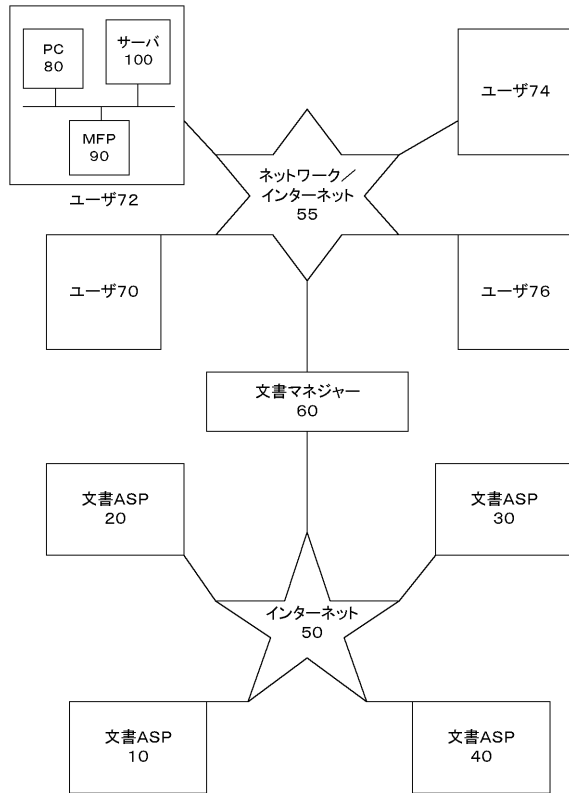 PC
80
サーバ
100
MFP
90
ユーザ72
ユーザ74
ネットワーク／
インターネット
55
ユーザ70
ユーザ76
文書マネジャー
60
文書ASP
20
文書ASP
30
インターネット
50
文書ASP
10
文書ASP
40